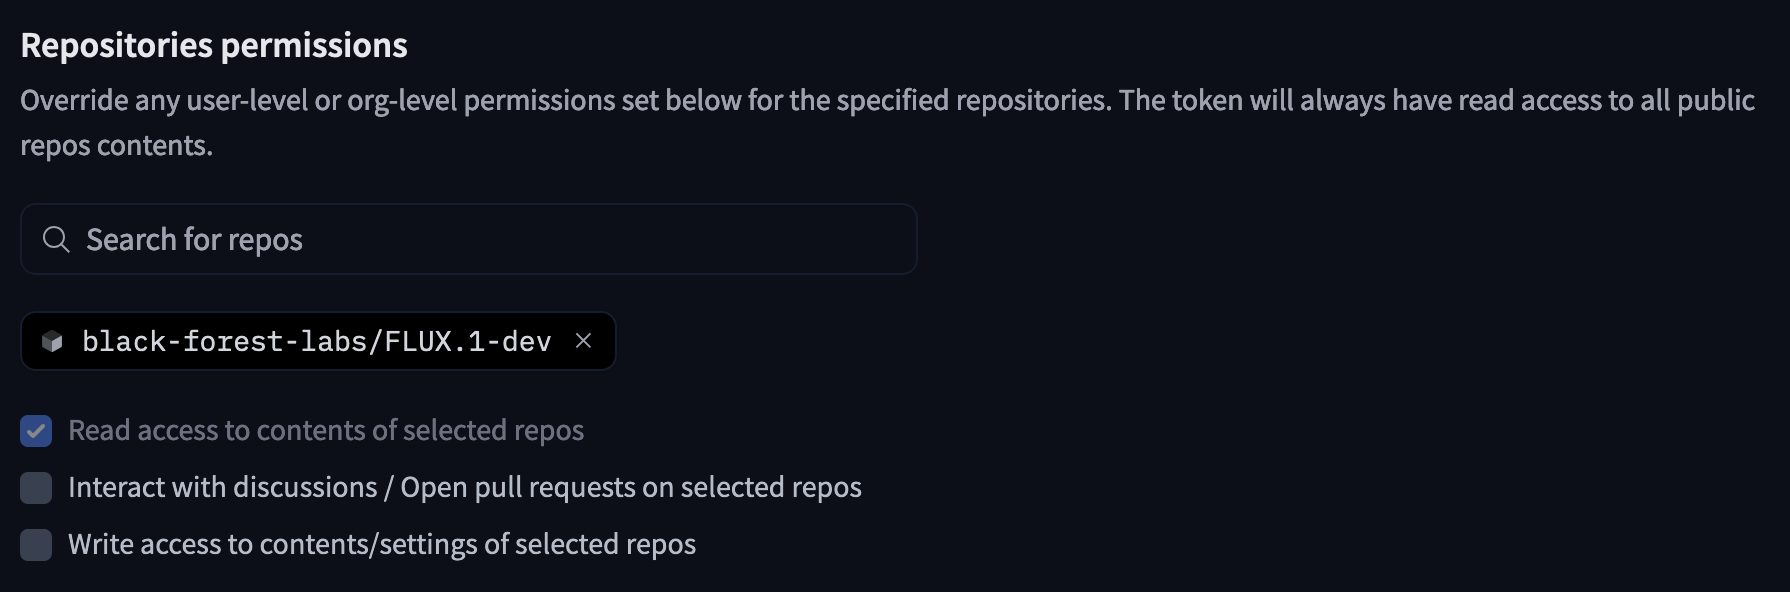 Repositories permissions
Override any user-level or org-level permissions set below for the specified repositories. The token will always have read access to all public
repos contents.
Search for repos
black-forest-labs/FLUX.1-dev
Read access to contents of selected repos
Interact with discussions / Open pull requests on selected repos
Write access to contents/settings of selected repos